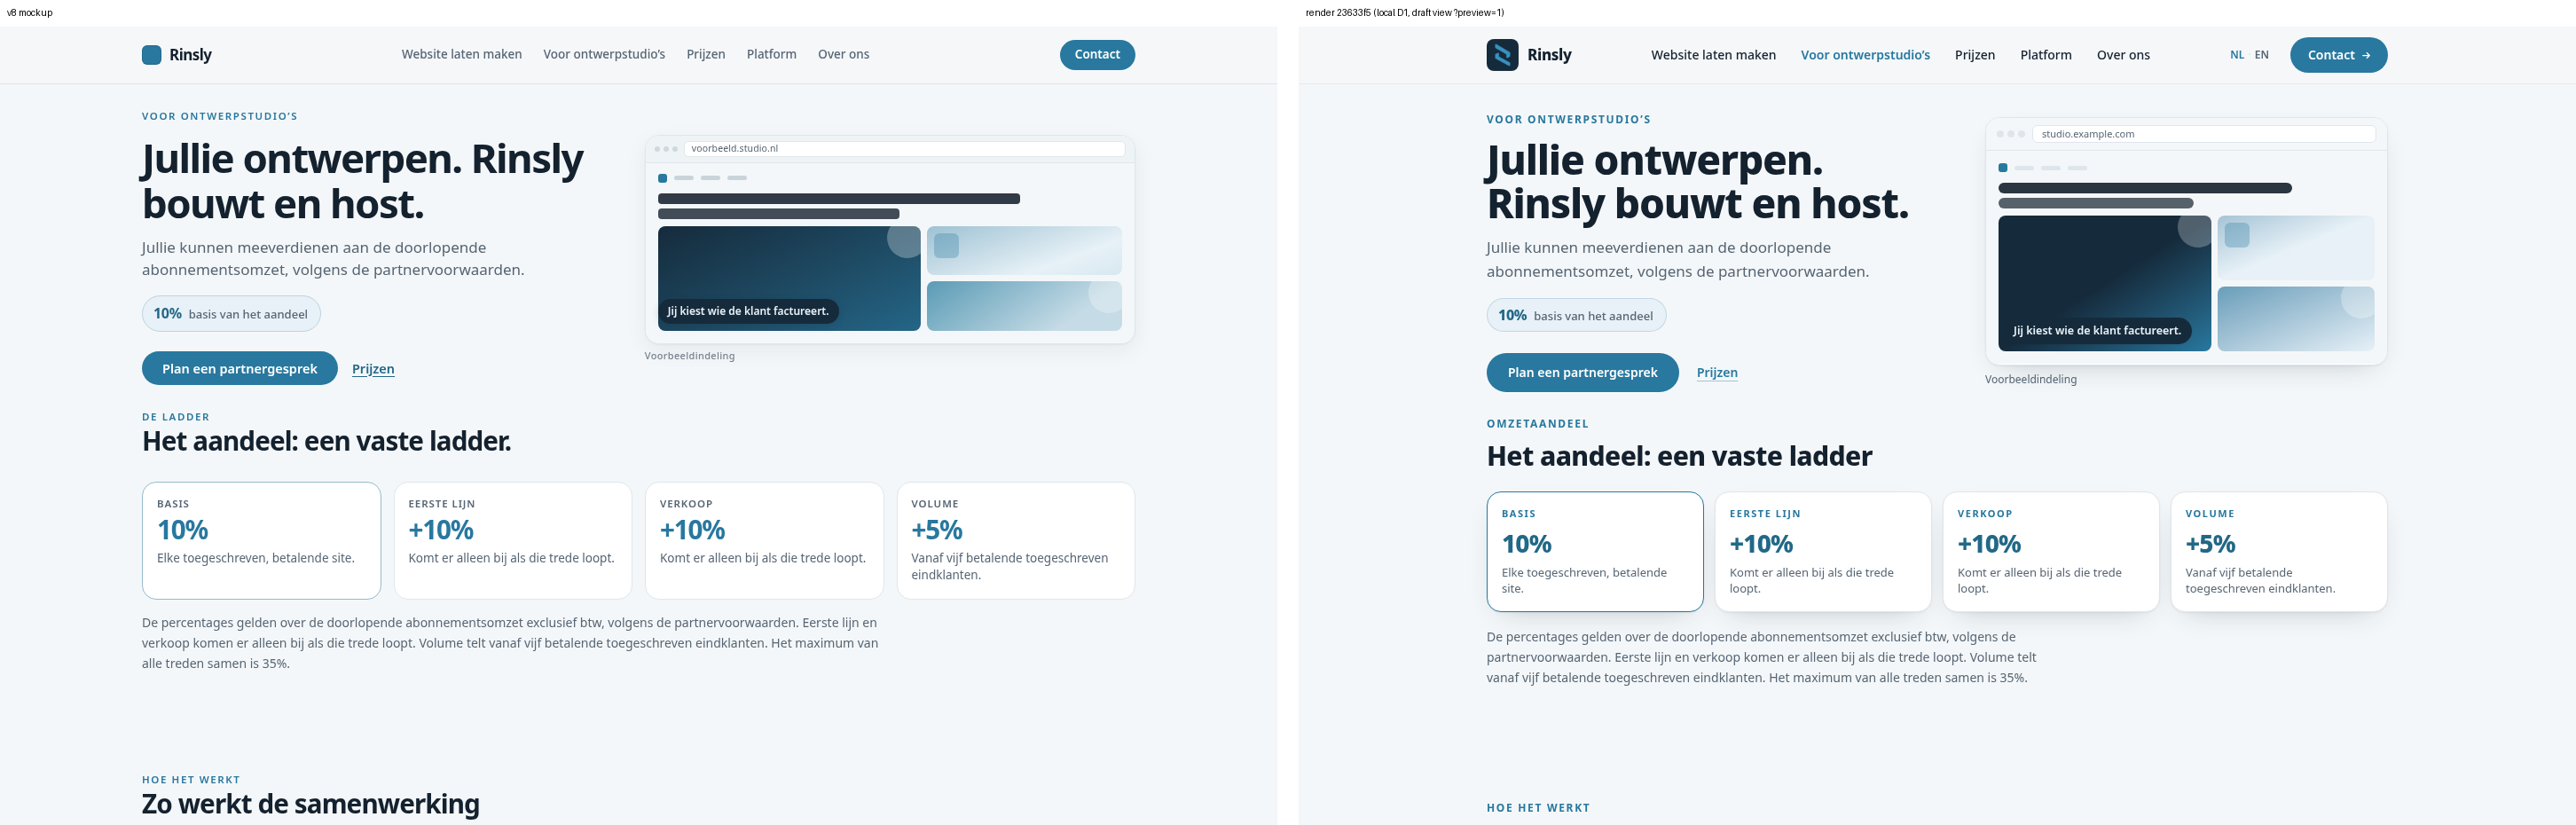 v8 mockup
Rinsly
Website laten maken Voor ontwerpstudio's Prijzen Platform Over ons
Contact
VOOR ONTWERPSTUDIO'S
Jullie ontwerpen. Rinsly
bouwt en host.
Jullie kunnen meeverdienen aan de doorlopende
abonnementsomzet, volgens de partnervoorwaarden.
10% basis van het aandeel
Plan een partnergesprek Prijzen
voorbeeld.studio.nl
Jij kiest wie de klant factureert.
Voorbeeldindeling
DE LADDER
Het aandeel: een vaste ladder.
BASIS
10%
Elke toegeschreven, betalende site.
EERSTE LIJN
+10%
Komt er alleen bij als die trede loopt.
VERKOOP
+10%
Komt er alleen bij als die trede loopt.
VOLUME
+5%
Vanaf vijf betalende toegeschreven
eindklanten.
De percentages gelden over de doorlopende abonnementsomzet exclusief btw, volgens de partnervoorwaarden. Eerste lijn en
verkoop komen er alleen bij als die trede loopt. Volume telt vanaf vijf betalende toegeschreven eindklanten. Het maximum van
alle treden samen is 35%.
HOE HET WERKT
Zo werkt de samenwerking
render 23633f5 (local D1, draft view ?preview=1)
Rinsly
Website laten maken Voor ontwerpstudio's Prijzen Platform Over ons
NL · EN
Contact →
VOOR ONTWERPSTUDIO'S
Jullie ontwerpen.
Rinsly bouwt en host.
Jullie kunnen meeverdienen aan de doorlopende
abonnementsomzet, volgens de partnervoorwaarden.
10% basis van het aandeel
Plan een partnergesprek Prijzen
studio.example.com
Jij kiest wie de klant factureert.
Voorbeeldindeling
OMZETAANDEEL
Het aandeel: een vaste ladder
BASIS
10%
Elke toegeschreven, betalende
site.
EERSTE LIJN
+10%
Komt er alleen bij als die trede
loopt.
VERKOOP
+10%
Komt er alleen bij als die trede
loopt.
VOLUME
+5%
Vanaf vijf betalende
toegeschreven eindklanten.
De percentages gelden over de doorlopende abonnementsomzet exclusief btw, volgens de
partnervoorwaarden. Eerste lijn en verkoop komen er alleen bij als die trede loopt. Volume telt
vanaf vijf betalende toegeschreven eindklanten. Het maximum van alle treden samen is 35%.
HOE HET WERKT